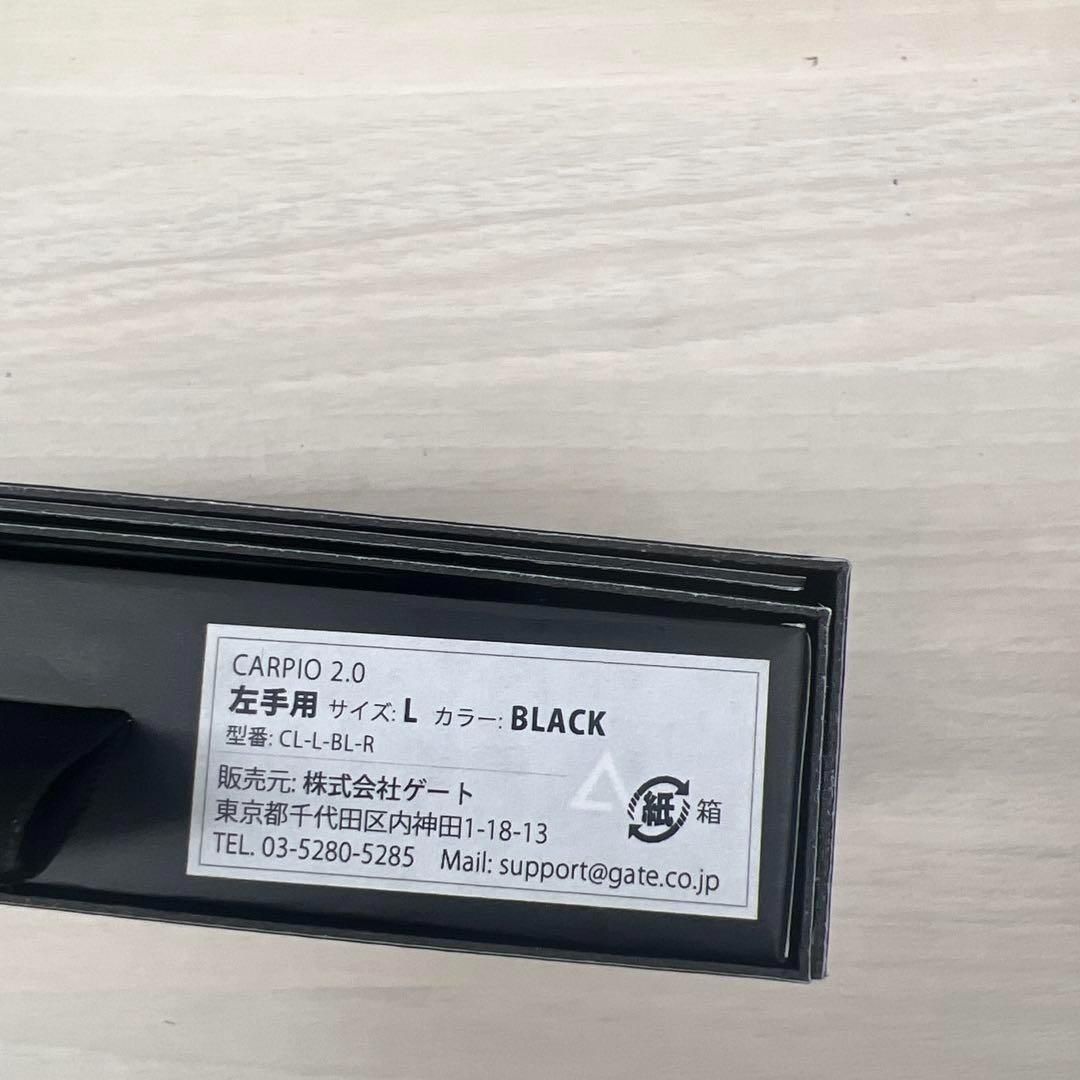 CARPIO 2.0
左手用 サイズ: L カラー: BLACK
型番: CL-L-BL-R
販売元: 株式会社ゲート
東京都千代田区内神田1-18-13
TEL. 03-5280-5285 Mail: support@gate.co.jp
紙 箱